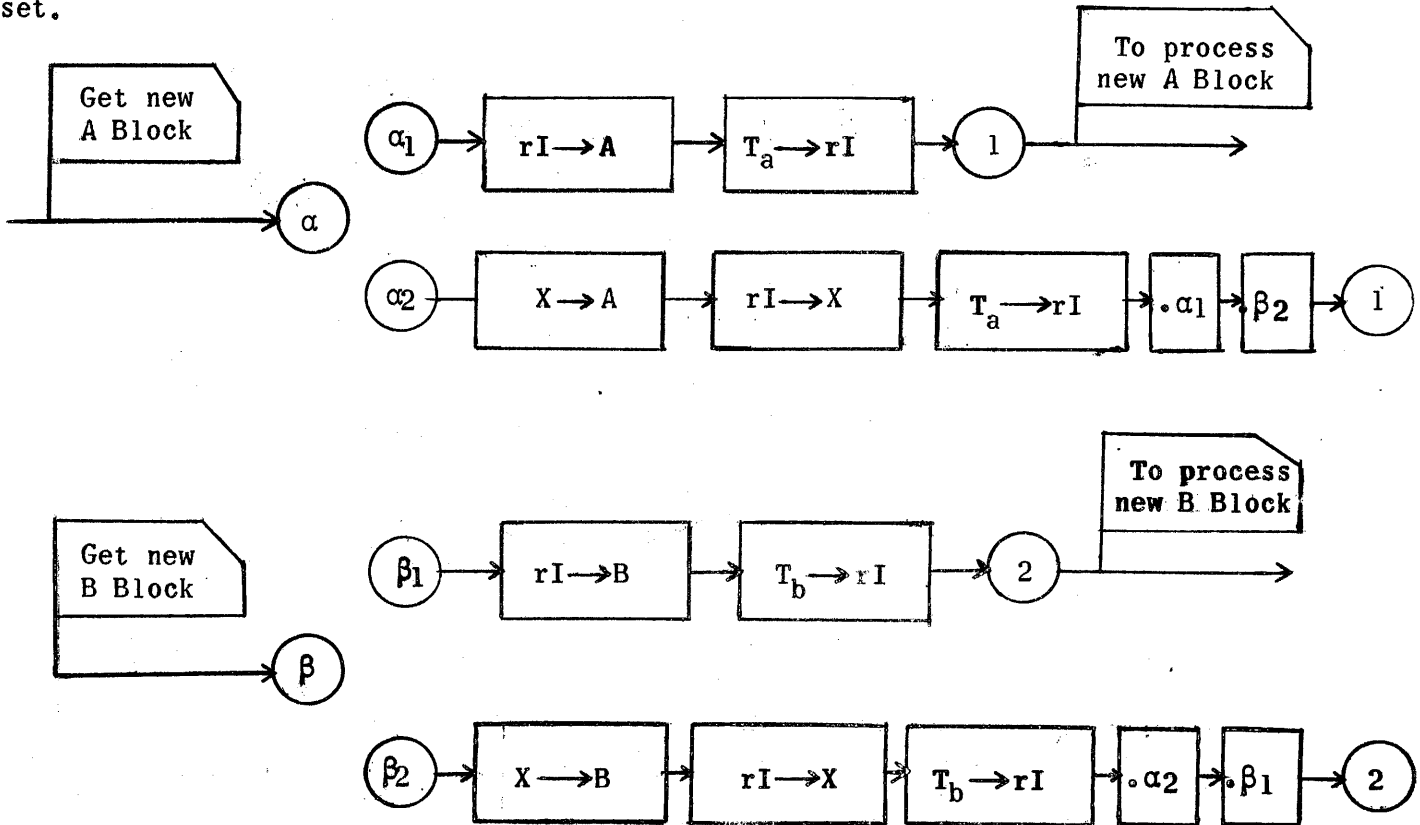 set.
Get new
A Block
α
α1
rI→A
Ta→rI
1
To process
new A Block
α2
X→A
rI→X
Ta→rI
.α1
.β2
1
Get new
B Block
β
β1
rI→B
Tb→rI
2
To process
new B Block
β2
X→B
rI→X
Tb→rI
.α2
.β1
2